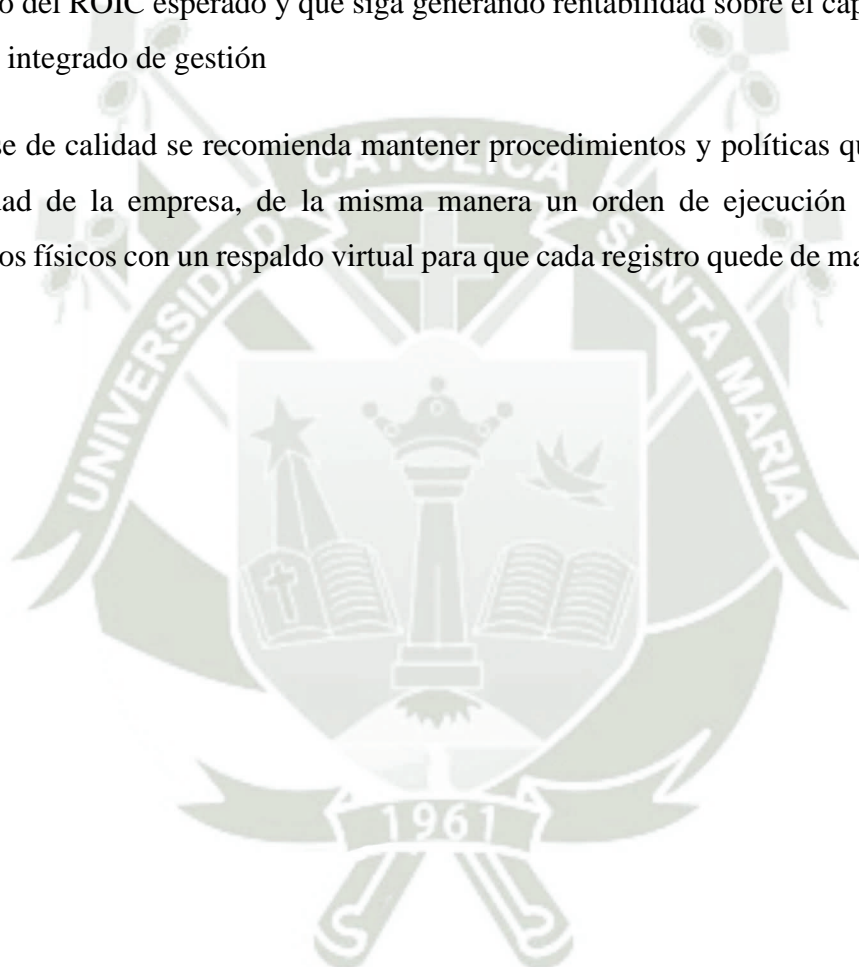 o del ROIC esperado y que siga generando rentabilidad sobre el cap
integrado de gestión
se de calidad se recomienda mantener procedimientos y políticas qu
dad de la empresa, de la misma manera un orden de ejecución
os físicos con un respaldo virtual para que cada registro quede de ma
UNIVERSIDAD CATOLICA SANTA MARIA
1961